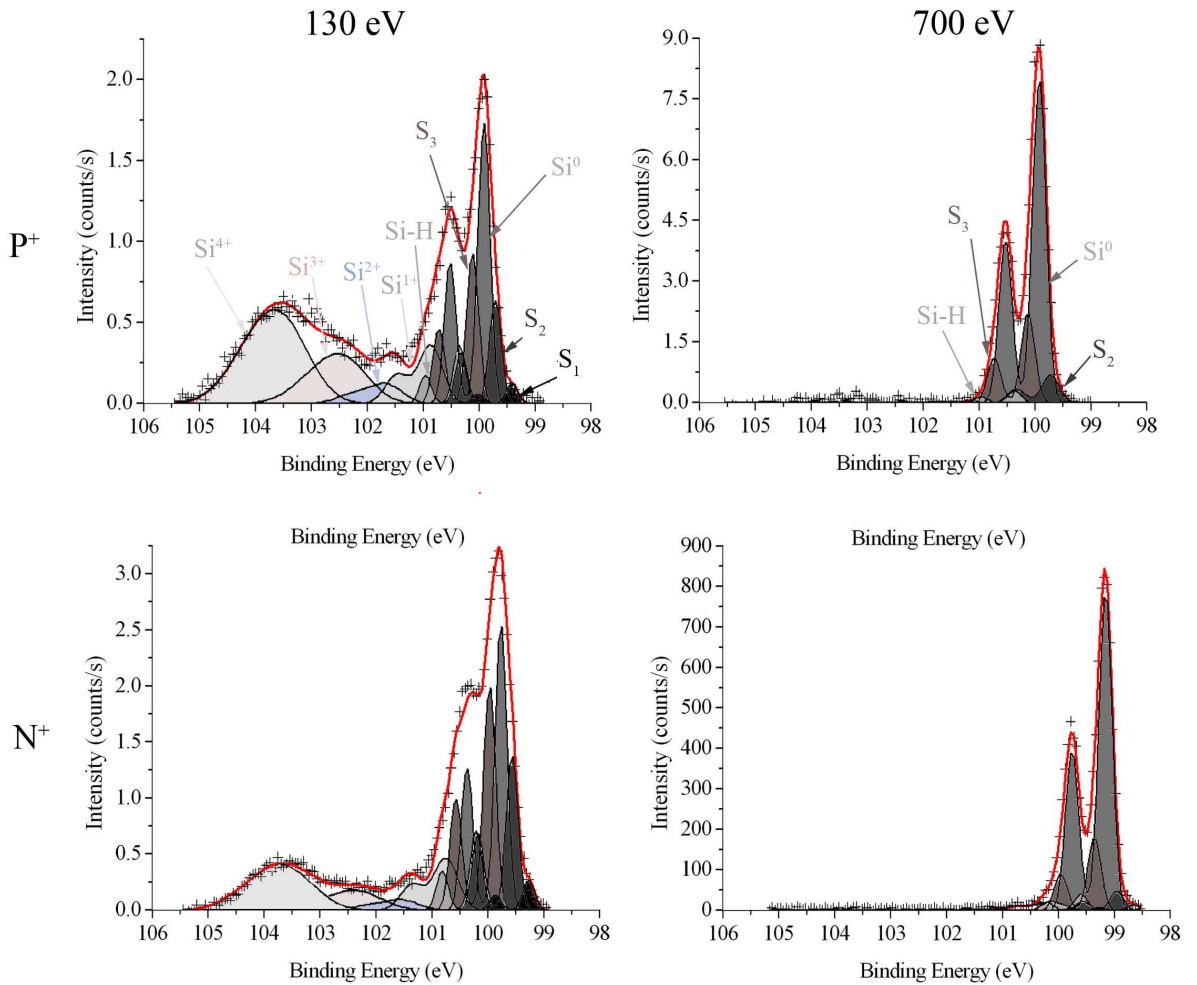 130 eV
700 eV
P⁺
Intensity (counts/s)
2.0
1.5
1.0
0.5
0.0
Si⁴⁺
Si³⁺
Si²⁺
Si¹⁺
Si-H
S₃
Si⁰
S₂
S₁
106 105 104 103 102 101 100 99 98
Binding Energy (eV)
Intensity (counts/s)
9.0
7.5
6.0
4.5
3.0
1.5
0.0
S₃
Si-H
Si⁰
S₂
106 105 104 103 102 101 100 99 98
Binding Energy (eV)
N⁺
Binding Energy (eV)
Intensity (counts/s)
3.0
2.5
2.0
1.5
1.0
0.5
0.0
106 105 104 103 102 101 100 99 98
Binding Energy (eV)
Binding Energy (eV)
Intensity (counts/s)
900
800
700
600
500
400
300
200
100
0
106 105 104 103 102 101 100 99 98
Binding Energy (eV)